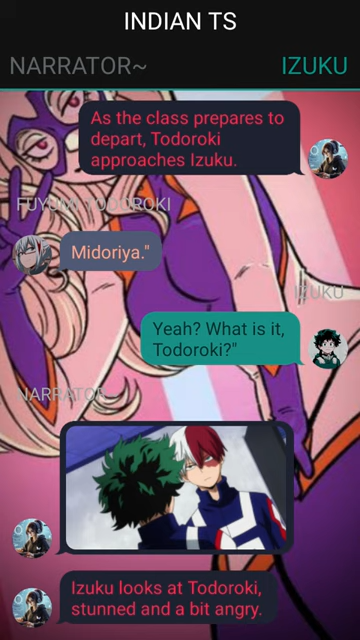 INDIAN TS
NARRATOR~
IZUKU
As the class prepares to
depart, Todoroki
approaches Izuku.
FUYUMI TODOROKI
Midoriya."
IZUKU
Yeah? What is it,
Todoroki?"
NARRATOR~
Izuku looks at Todoroki,
stunned and a bit angry.